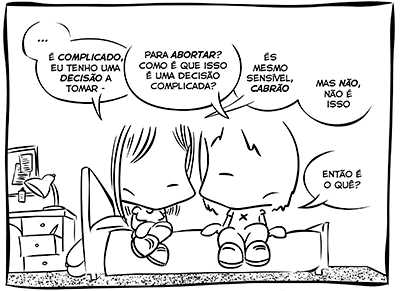 ...
É COMPLICADO,
EU TENHO UMA
DECISÃO A
TOMAR -
PARA ABORTAR?
COMO É QUE ISSO
É UMA DECISÃO
COMPLICADA?
ÉS
MESMO
SENSÍVEL,
CABRÃO
MAS NÃO,
NÃO É
ISSO
ENTÃO É
O QUÊ?